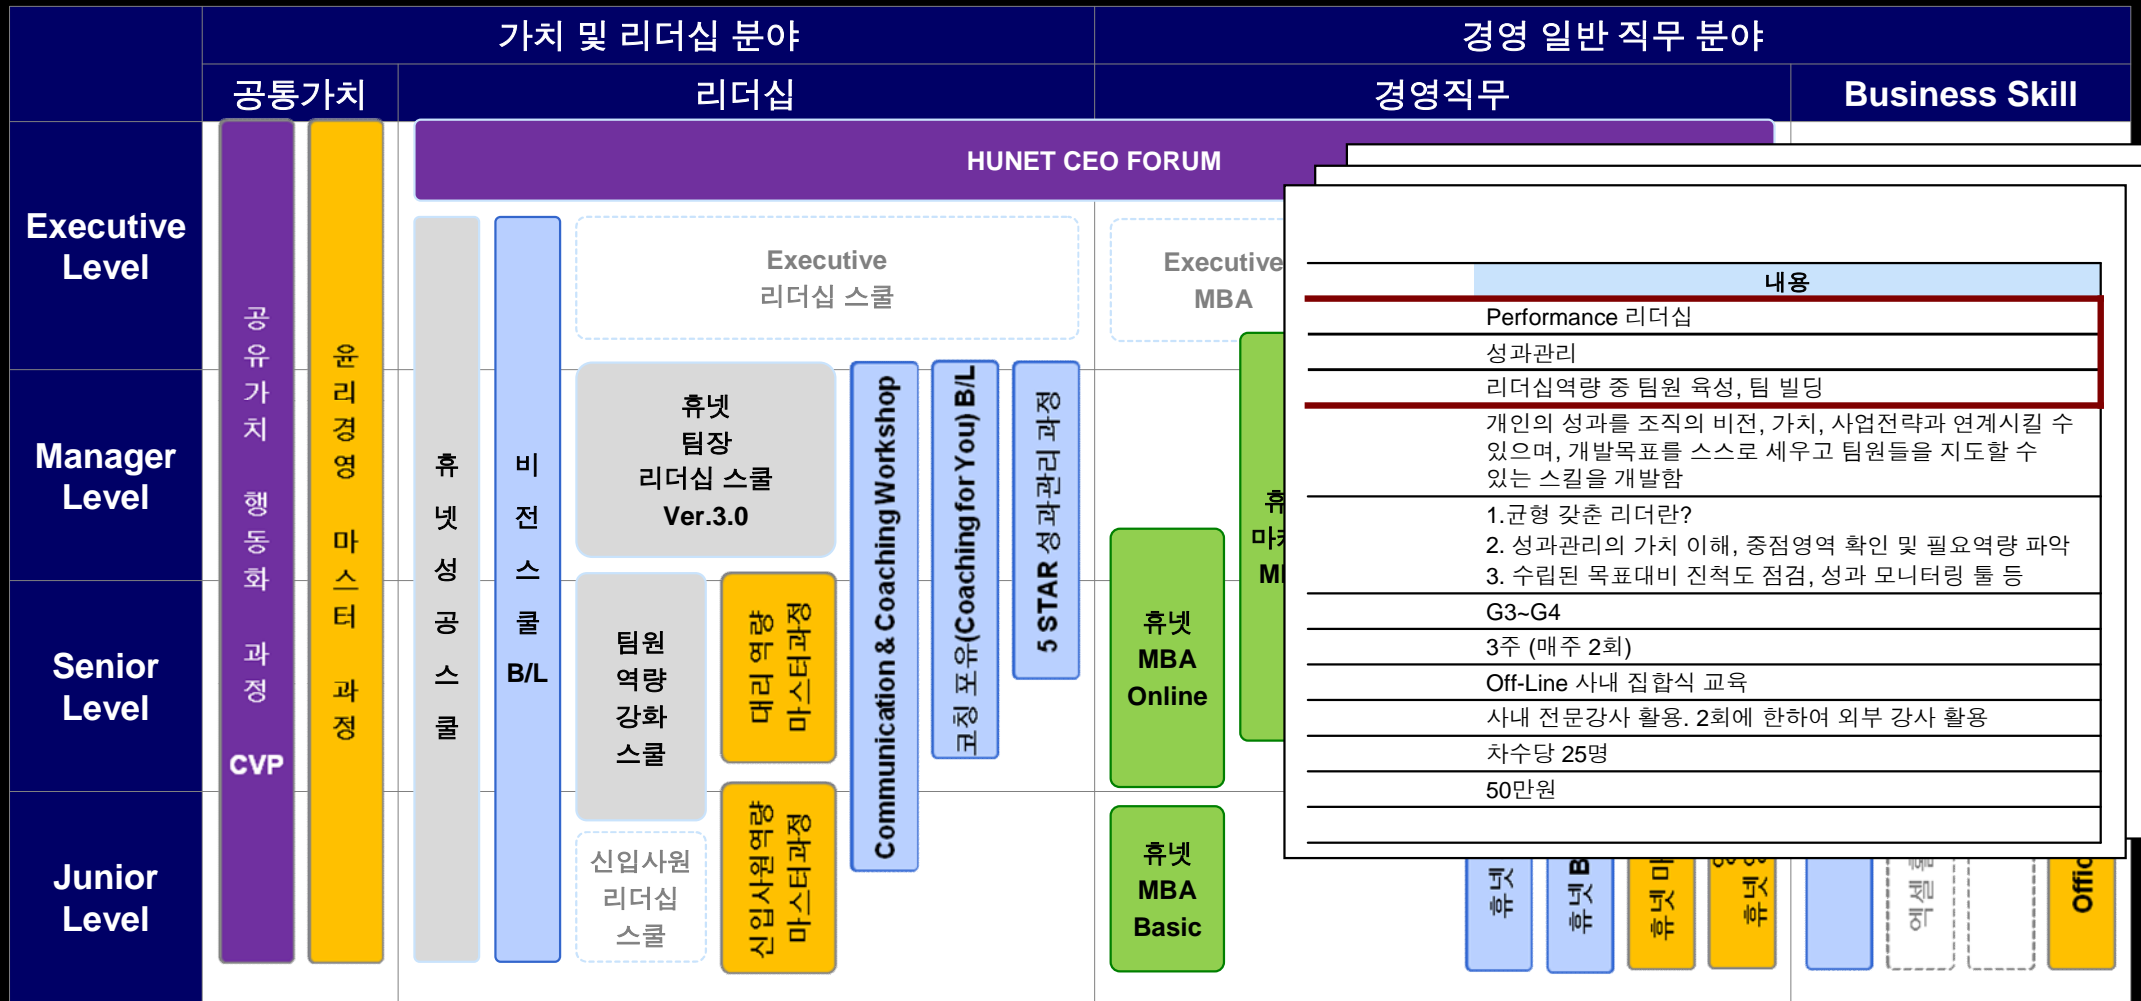 가치 및 리더십 분야
경영 일반 직무 분야
공통가치
리더십
경영직무
Business Skill
Executive
Level
Manager
Level
Senior
Level
Junior
Level
공유가치 행동화 과정
CVP
윤리경영 마스터 과정
HUNET CEO FORUM
휴넷성공스쿨
비전스쿨
B/L
Executive
리더십 스쿨
휴넷
팀장
리더십 스쿨
Ver.3.0
팀원
역량
강화
스쿨
신입사원
리더십
스쿨
대리 역량
마스터과정
신입사원역량
마스터과정
Communication & Coaching Workshop
코칭 포유(Coaching for You) B/L
5 STAR 성과관리 과정
Executive
MBA
휴넷
MBA
Online
휴넷
MBA
Basic
내용
Performance 리더십
성과관리
리더십역량 중 팀원 육성, 팀 빌딩
개인의 성과를 조직의 비전, 가치, 사업전략과 연계시킬 수
있으며, 개발목표를 스스로 세우고 팀원들을 지도할 수
있는 스킬을 개발함
1.균형 갖춘 리더란?
2. 성과관리의 가치 이해, 중점영역 확인 및 필요역량 파악
3. 수립된 목표대비 진척도 점검, 성과 모니터링 툴 등
G3~G4
3주 (매주 2회)
Off-Line 사내 집합식 교육
사내 전문강사 활용. 2회에 한하여 외부 강사 활용
차수당 25명
50만원
휴넷
휴넷 B
휴넷 마
휴넷
엑셀
Offic